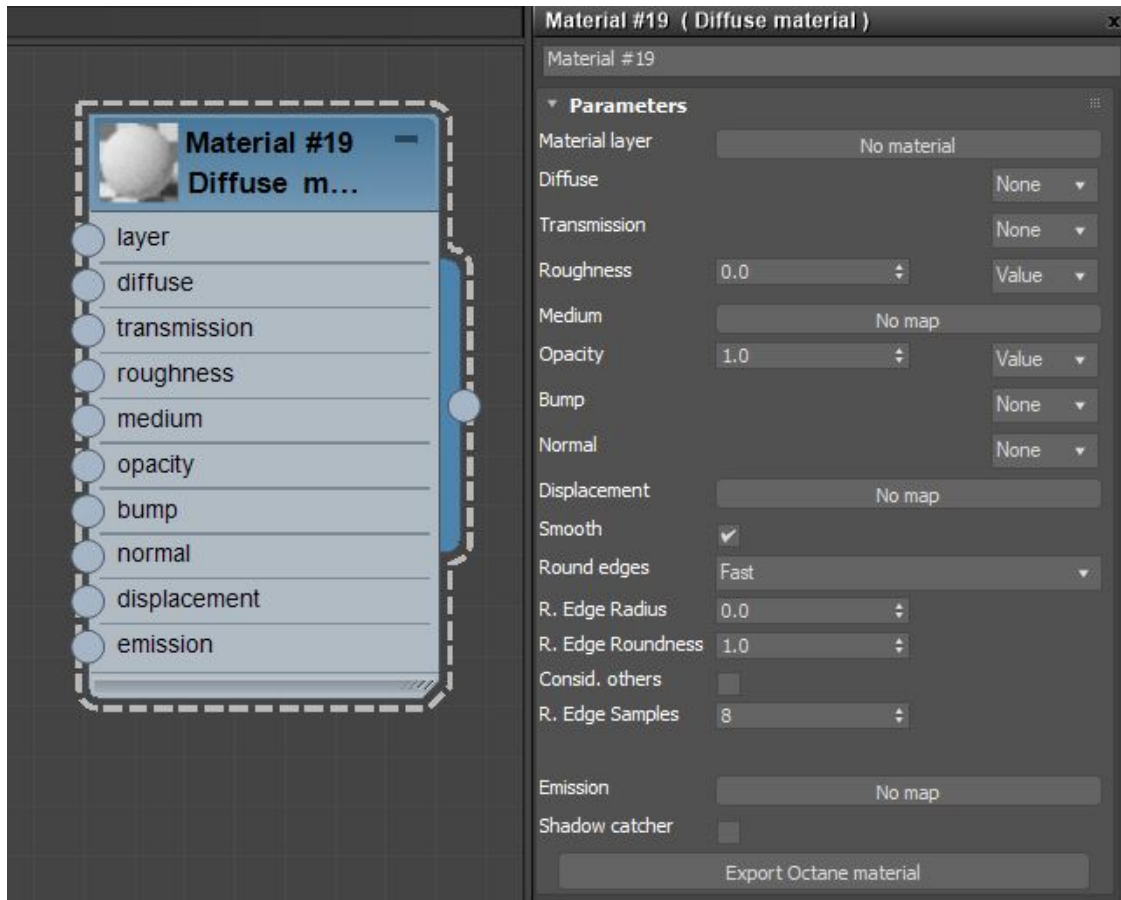 Material #19
Diffuse m...
layer
diffuse
transmission
roughness
medium
opacity
bump
normal
displacement
emission
Material #19 ( Diffuse material ) x
Material #19
Parameters
Material layer No material
Diffuse None
Transmission None
Roughness 0.0 Value
Medium No map
Opacity 1.0 Value
Bump None
Normal None
Displacement No map
Smooth
Round edges Fast
R. Edge Radius 0.0
R. Edge Roundness 1.0
Consid. others
R. Edge Samples 8
Emission No map
Shadow catcher
Export Octane material